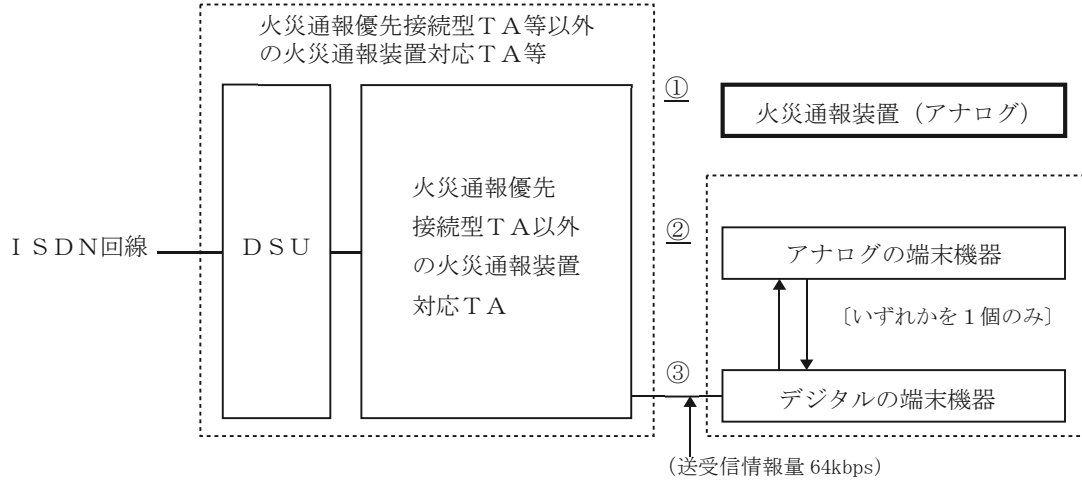 火災通報優先接続型ＴＡ等以外
の火災通報装置対応ＴＡ等
①
火災通報装置（アナログ）
火災通報優先
接続型ＴＡ以外
の火災通報装置
対応ＴＡ
②
ＩＳＤＮ回線
ＤＳＵ
アナログの端末機器
〔いずれかを１個のみ〕
③
デジタルの端末機器
（送受信情報量 64kbps）